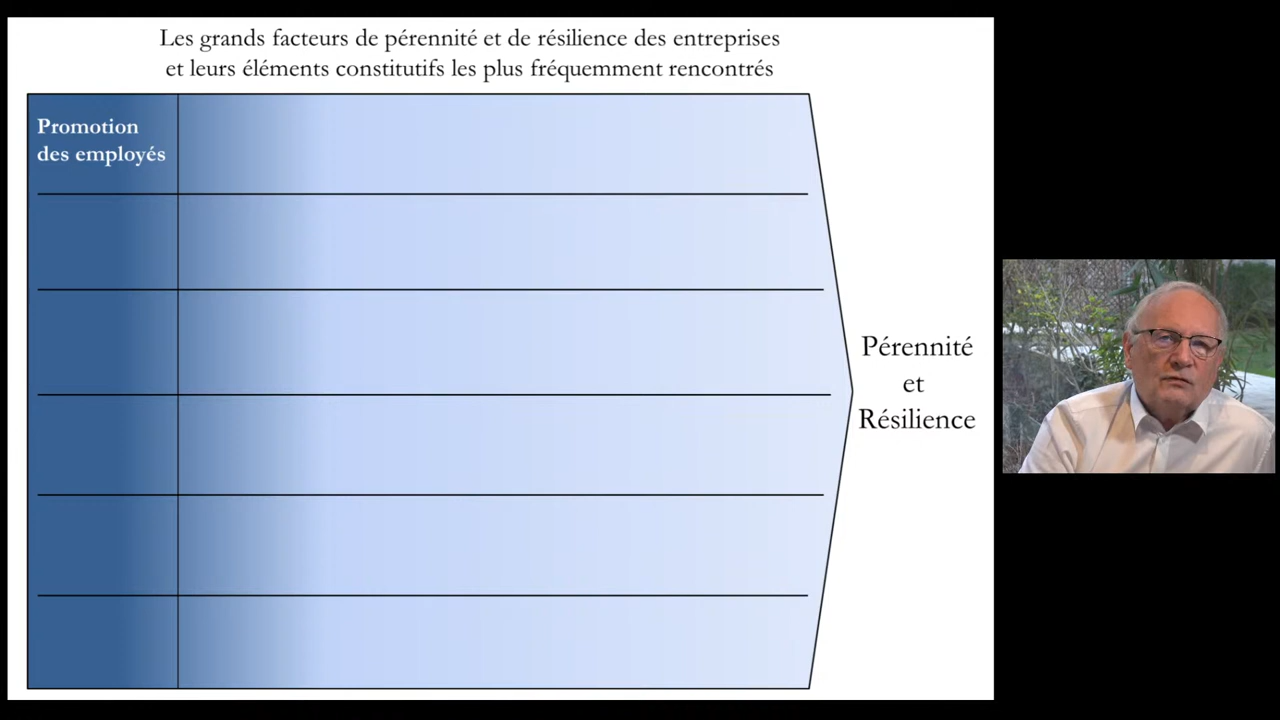 Les grands facteurs de pérennité et de résilience des entreprises
et leurs éléments constitutifs les plus fréquemment rencontrés
Promotion
des employés
Pérennité
et
Résilience